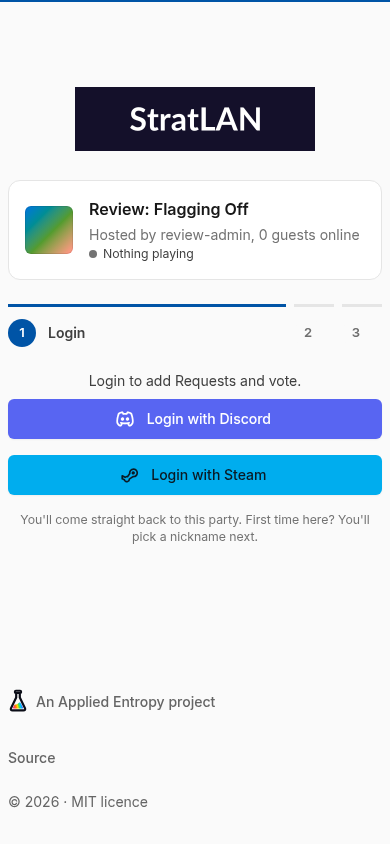 StratLAN
Review: Flagging Off
Hosted by review-admin, 0 guests online
Nothing playing
1 Login 2 3
Login to add Requests and vote.
Login with Discord
Login with Steam
You'll come straight back to this party. First time here? You'll
pick a nickname next.
An Applied Entropy project
Source
© 2026 · MIT licence